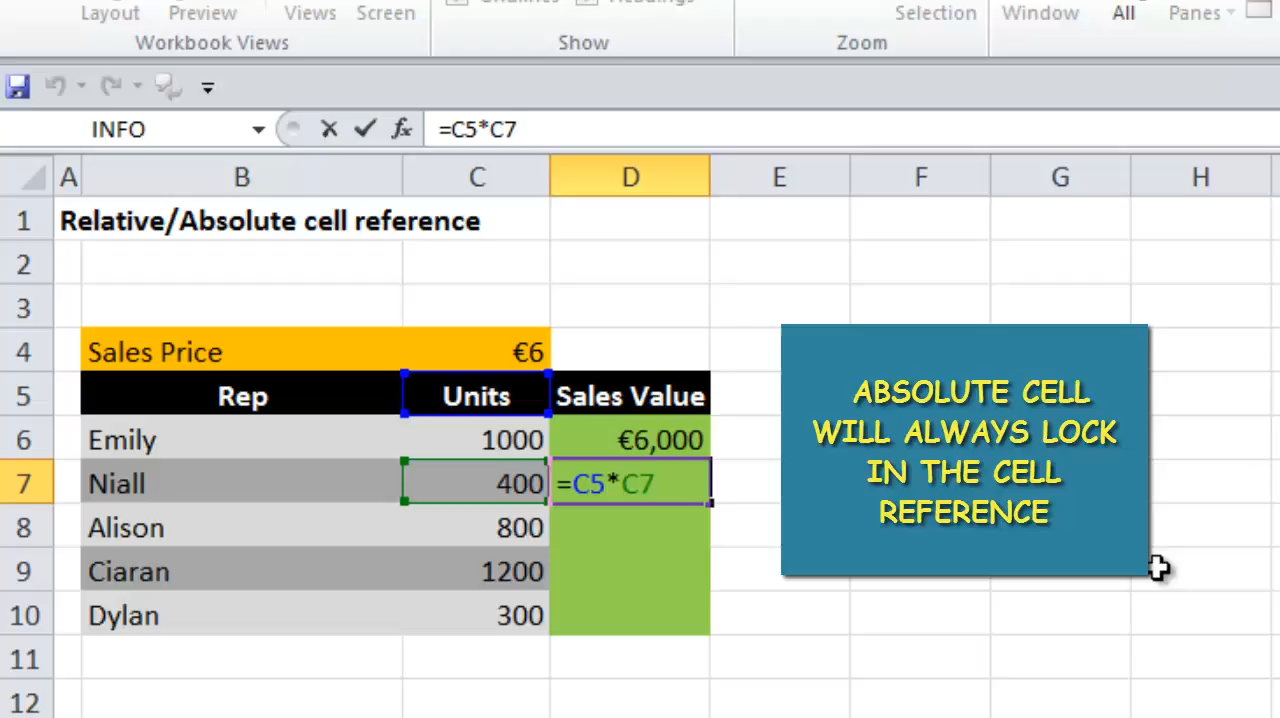 Layout Preview Views Screen Selection Window All Panes
Workbook Views Show Zoom
INFO fx =C5*C7
A B C D E F G H
1 Relative/Absolute cell reference
2
3
4 Sales Price €6
5 Rep Units Sales Value
6 Emily 1000 €6,000
7 Niall 400 =C5*C7
8 Alison 800
9 Ciaran 1200
10 Dylan 300
11
12
ABSOLUTE CELL
WILL ALWAYS LOCK
IN THE CELL
REFERENCE